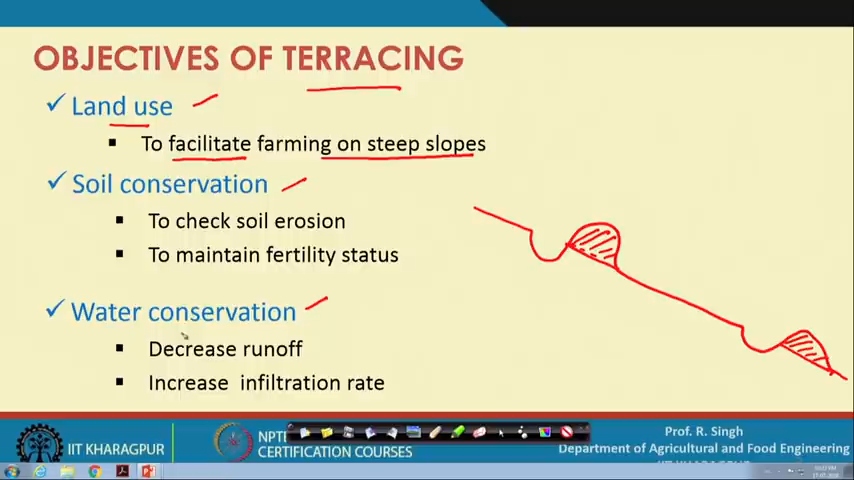 OBJECTIVES OF TERRACING
✓ Land use
▪ To facilitate farming on steep slopes
✓ Soil conservation
▪ To check soil erosion
▪ To maintain fertility status
✓ Water conservation
▪ Decrease runoff
▪ Increase infiltration rate
IIT KHARAGPUR
CERTIFICATION COURSES
Prof. R. Singh
Department of Agricultural and Food Engineering